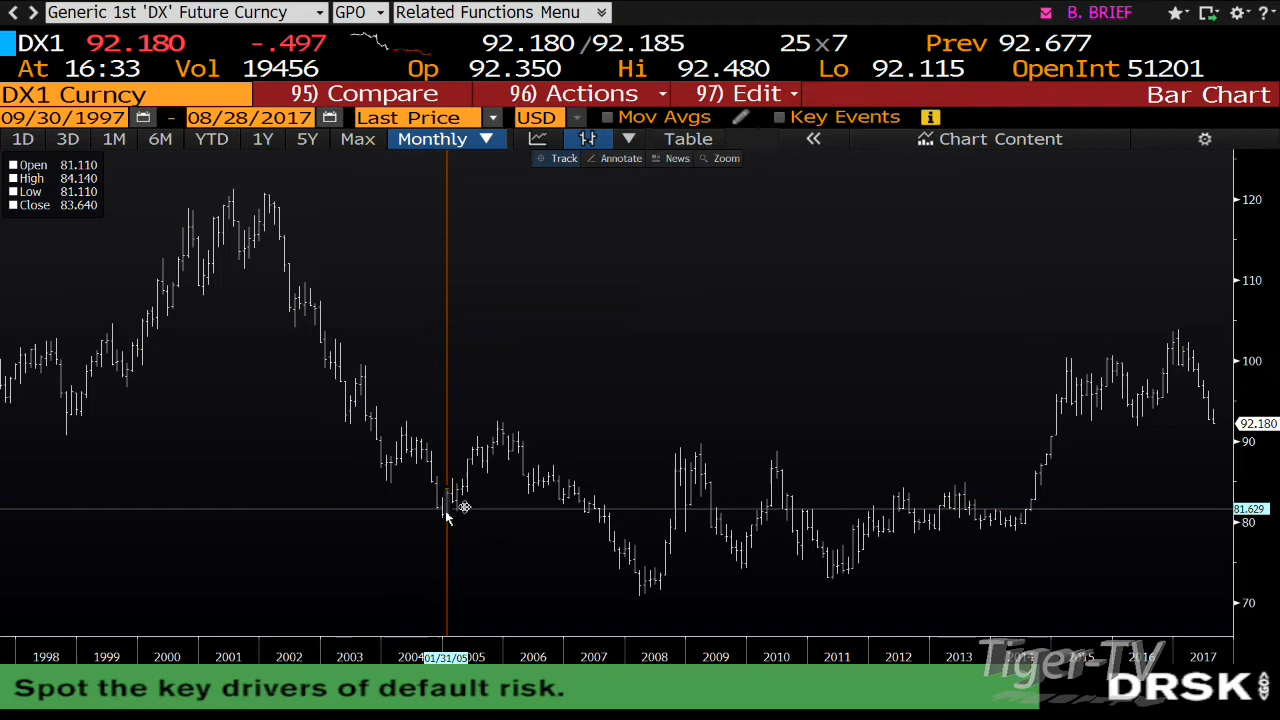 Generic 1st 'DX' Future Curncy GPO Related Functions Menu B. BRIEF ?
DX1 92.180 -.497 92.180/92.185 25x7 Prev 92.677
At 16:33 Vol 19456 Op 92.350 Hi 92.480 Lo 92.115 OpenInt 51201
DX1 Curncy 95) Compare 96) Actions 97) Edit Bar Chart
09/30/1997 - 08/28/2017 Last Price USD Mov Avgs Key Events i
1D 3D 1M 6M YTD 1Y 5Y Max Monthly Table « Chart Content
Track Annotate News Zoom
Open 81.110
High 84.140
Low 81.110
Close 83.640
120
110
100
92.180
90
81.629
80
70
1998 1999 2000 2001 2002 2003 2004 01/31/05 005 2006 2007 2008 2009 2010 2011 2012 2013 2014 2015 2016 2017
Tiger-TV
Spot the key drivers of default risk. DRSK <GO>